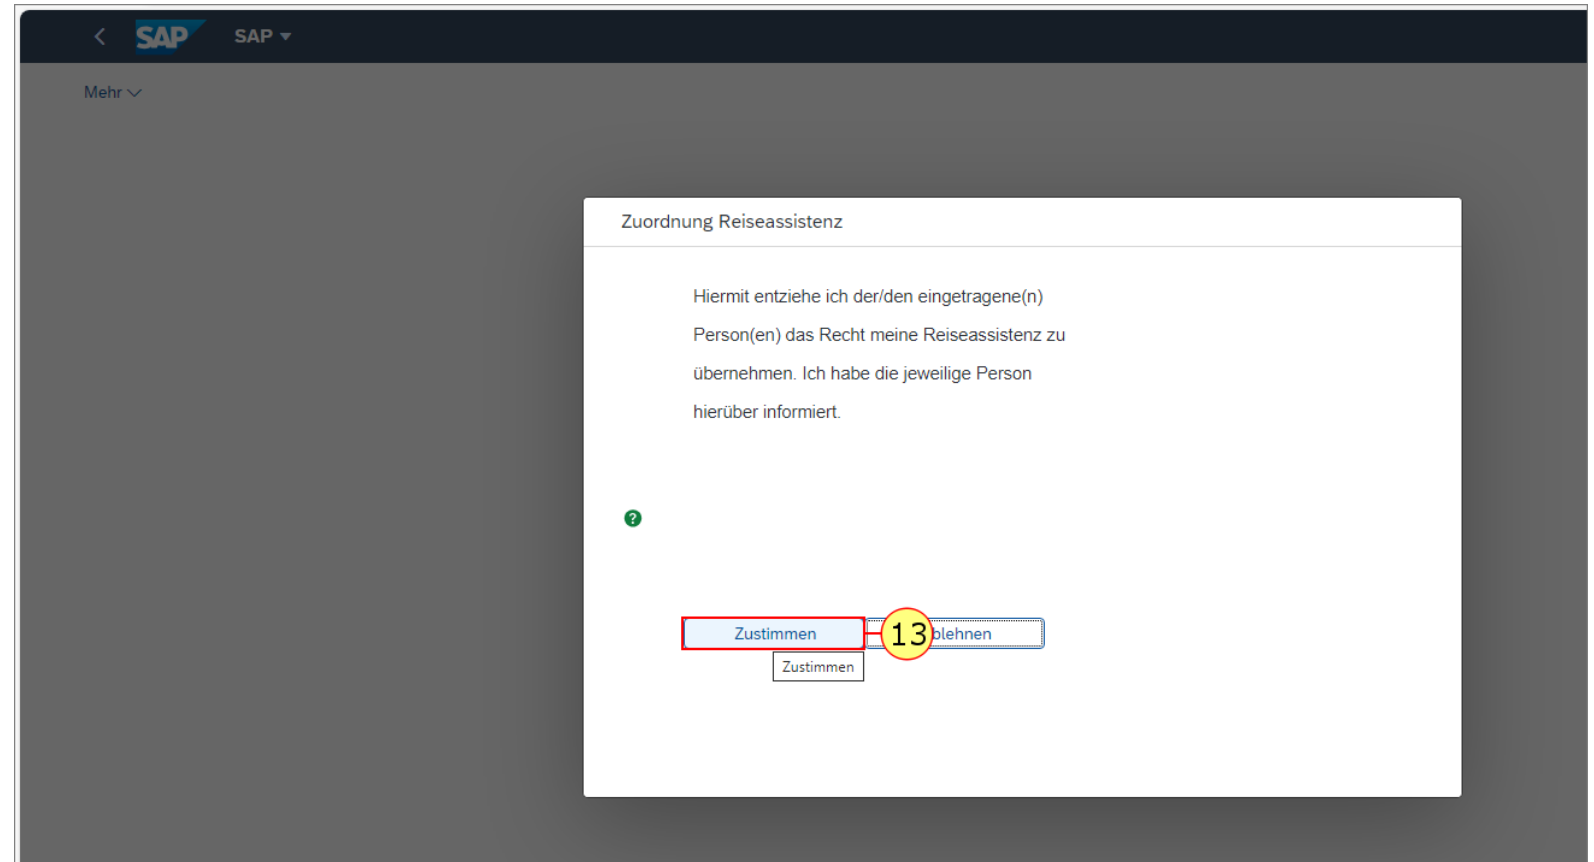 SAP SAP
Mehr
Zuordnung Reiseassistenz
Hiermit entziehe ich der/den eingetragene(n)
Person(en) das Recht meine Reiseassistenz zu
übernehmen. Ich habe die jeweilige Person
hierüber informiert.
?
Zustimmen 13 blehnen
Zustimmen